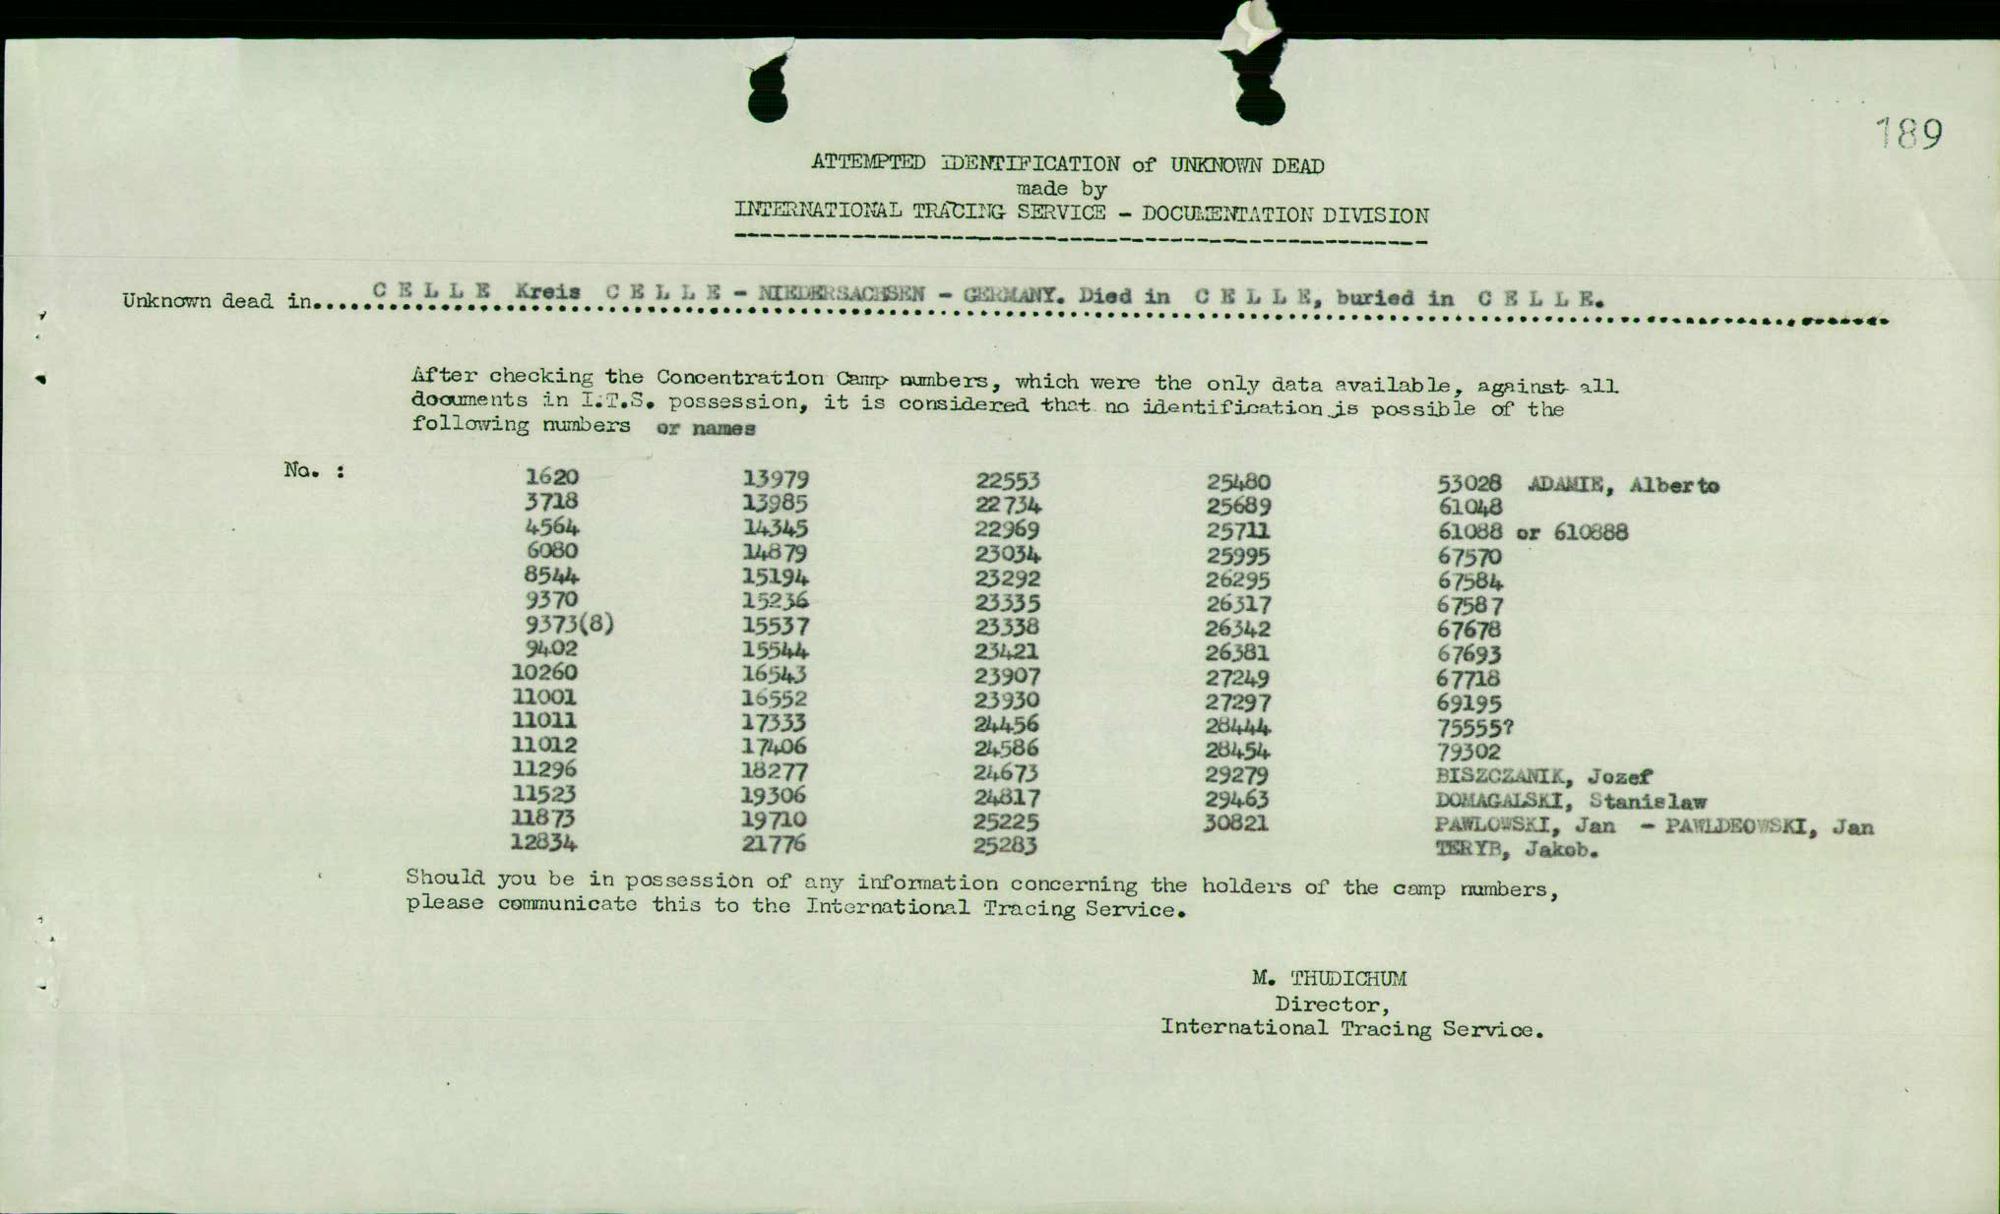 189
ATTEMPTED IDENTIFICATION of UNKNOWN DEAD
made by
INTERNATIONAL TRACING SERVICE - DOCUMENTATION DIVISION
Unknown dead in..... C E L L E Kreis C E L L E - NIEDERSACHSEN - GERMANY. Died in C E L L E, buried in C E L L E.
After checking the Concentration Camp numbers, which were the only data available, against all
documents in I.T.S. possession, it is considered that no identification is possible of the
following numbers or names
No. :
1620 13979 22553 25480 53028 ADAMIE, Alberto
3718 13985 22734 25689 61048
4564 14345 22969 25711 61088 or 610888
6080 14879 23034 25995 67570
8544 15194 23292 26295 67584
9370 15236 23335 26317 67587
9373(8) 15537 23338 26342 67678
9402 15544 23421 26381 67693
10260 16543 23907 27249 67718
11001 16552 23930 27297 69195
11011 17333 24456 28444 75555?
11012 17406 24586 28454 79302
11296 18277 24673 29279 BISZCZANIK, Jozef
11523 19306 24817 29463 DOMAGALSKI, Stanislaw
11873 19710 25225 30821 PAWLOWSKI, Jan - PAWLDEOWSKI, Jan
12834 21776 25283 TERYB, Jakob.
Should you be in possession of any information concerning the holders of the camp numbers,
please communicate this to the International Tracing Service.
M. THUDICHUM
Director,
International Tracing Service.